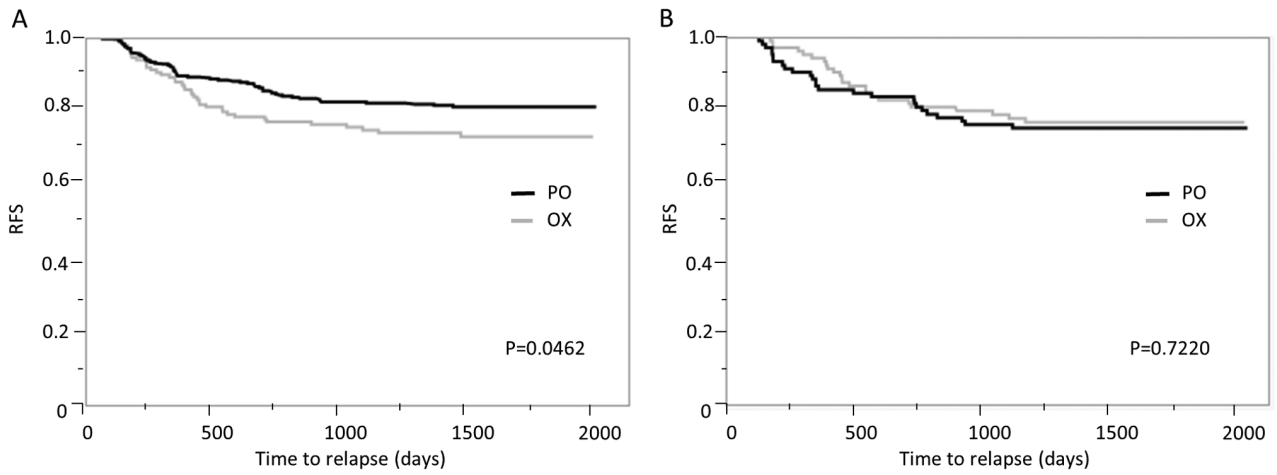 A
1.0
0.8
0.6
0.4
0.2
0
RFS
PO
OX
P=0.0462
0 500 1000 1500 2000
Time to relapse (days)
B
1.0
0.8
0.6
0.4
0.2
0
RFS
PO
OX
P=0.7220
0 500 1000 1500 2000
Time to relapse (days)